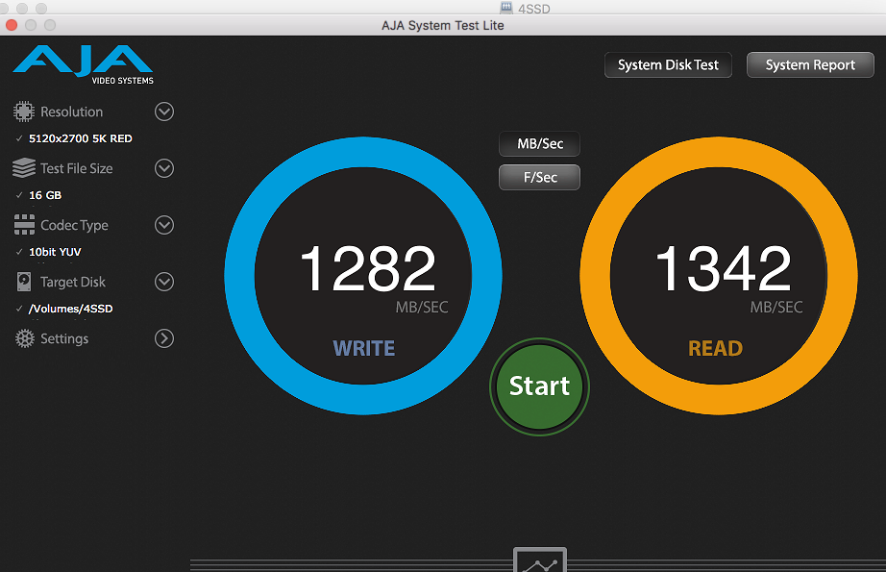 4SSD
AJA System Test Lite
AJA
VIDEO SYSTEMS
System Disk Test
System Report
Resolution
✓ 5120x2700 5K RED
Test File Size
✓ 16 GB
Codec Type
✓ 10bit YUV
Target Disk
✓ /Volumes/4SSD
Settings
MB/Sec
F/Sec
1282
MB/SEC
WRITE
1342
MB/SEC
READ
Start